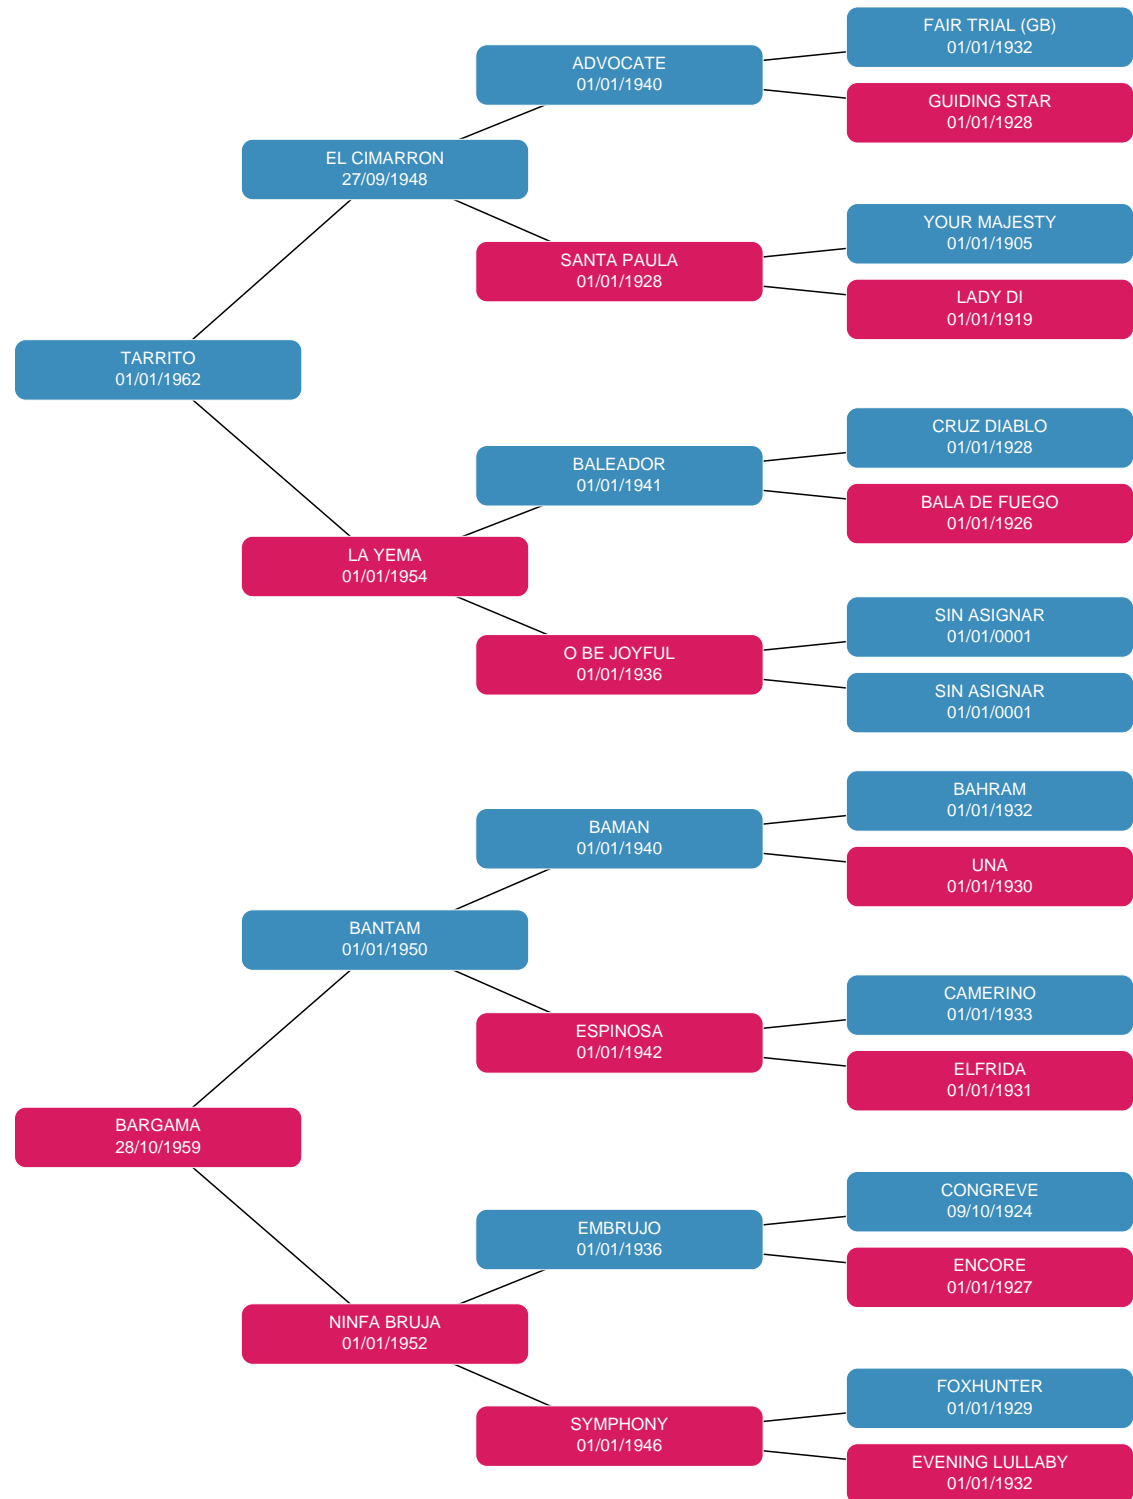 FAIR TRIAL (GB)
01/01/1932
ADVOCATE
01/01/1940
GUIDING STAR
01/01/1928
EL CIMARRON
27/09/1948
YOUR MAJESTY
01/01/1905
SANTA PAULA
01/01/1928
LADY DI
01/01/1919
TARRITO
01/01/1962
CRUZ DIABLO
01/01/1928
BALEADOR
01/01/1941
BALA DE FUEGO
01/01/1926
LA YEMA
01/01/1954
SIN ASIGNAR
01/01/0001
O BE JOYFUL
01/01/1936
SIN ASIGNAR
01/01/0001
BAHRAM
01/01/1932
BAMAN
01/01/1940
UNA
01/01/1930
BANTAM
01/01/1950
CAMERINO
01/01/1933
ESPINOSA
01/01/1942
ELFRIDA
01/01/1931
BARGAMA
28/10/1959
CONGREVE
09/10/1924
EMBRUJO
01/01/1936
ENCORE
01/01/1927
NINFA BRUJA
01/01/1952
FOXHUNTER
01/01/1929
SYMPHONY
01/01/1946
EVENING LULLABY
01/01/1932